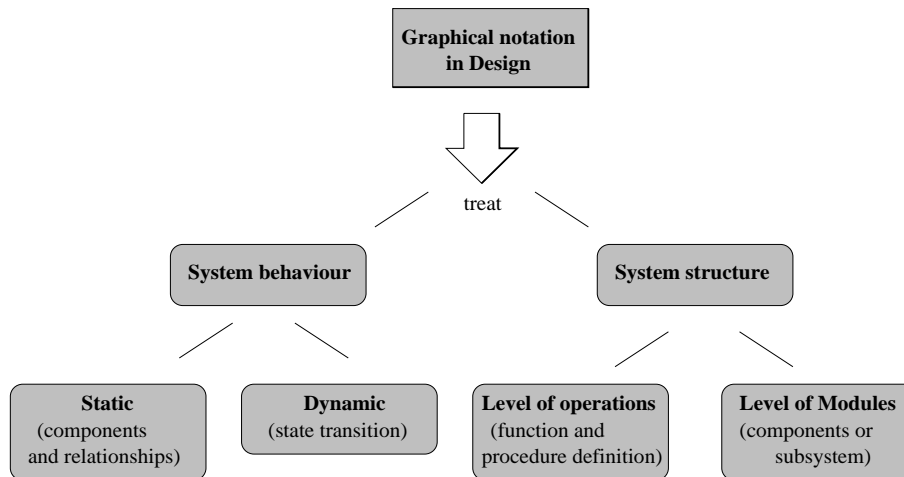 Graphical notation
in Design
treat
System behaviour
System structure
Static
(components
and relationships)
Dynamic
(state transition)
Level of operations
(function and
procedure definition)
Level of Modules
(components or
subsystem)